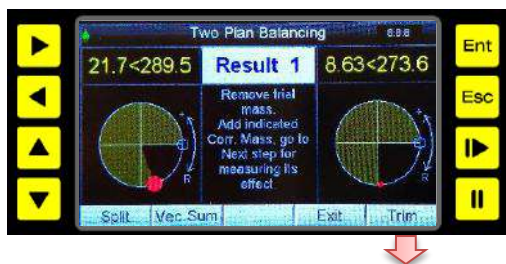 Two Plan Balancing
8.8.8
Ent
21.7<289.5
Result 1
8.63<273.6
Remove trial
mass.
Add indicated
Corr. Mass, go to
Next step for
measuring its
effect.
Esc
R
R
Split
Vec.Sum
Exit
Trim